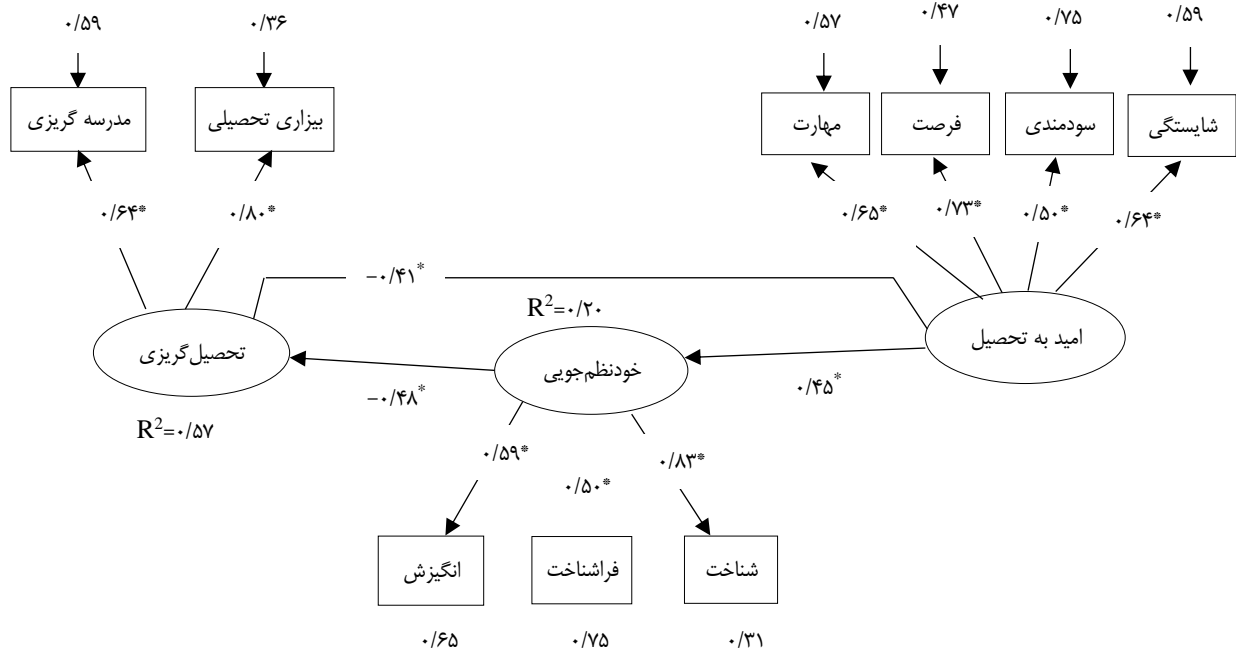 ۰/۵۹ ۰/۴۷ ۰/۷۵ ۰/۵۷ ۰/۳۶ ۰/۵۹
شایستگی سودمندی فرصت مهارت بیزاری تحصیلی مدرسه گریزی
۰/۶۴* ۰/۵۰* ۰/۷۳* ۰/۶۵* ۰/۸۰* ۰/۶۴*
−۰/۴۱*
R²=۰/۲۰
امید به تحصیل خودنظم‌جویی تحصیل‌گریزی
۰/۴۵* −۰/۴۸*
R²=۰/۵۷
۰/۸۳* ۰/۵۰* ۰/۵۹*
شناخت فراشناخت انگیزش
۰/۳۱ ۰/۷۵ ۰/۶۵